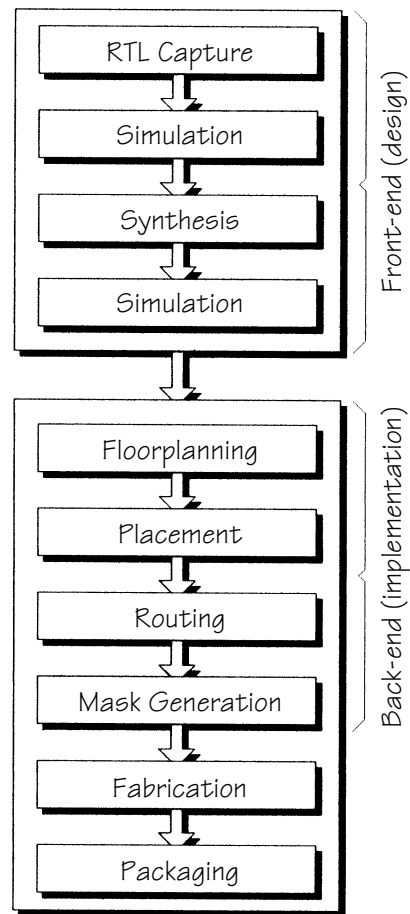 RTL Capture
Simulation
Synthesis
Simulation
Front-end (design)
Floorplanning
Placement
Routing
Mask Generation
Fabrication
Packaging
Back-end (implementation)